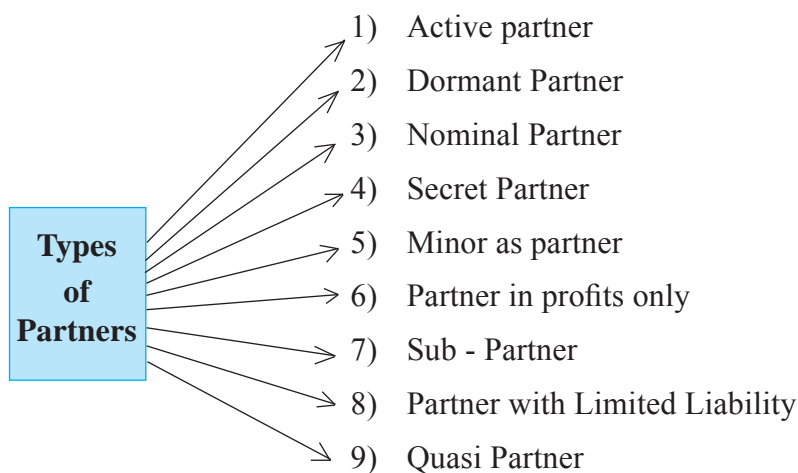 1) Active partner
2) Dormant Partner
3) Nominal Partner
4) Secret Partner
Types
of
Partners
5) Minor as partner
6) Partner in profits only
7) Sub - Partner
8) Partner with Limited Liability
9) Quasi Partner